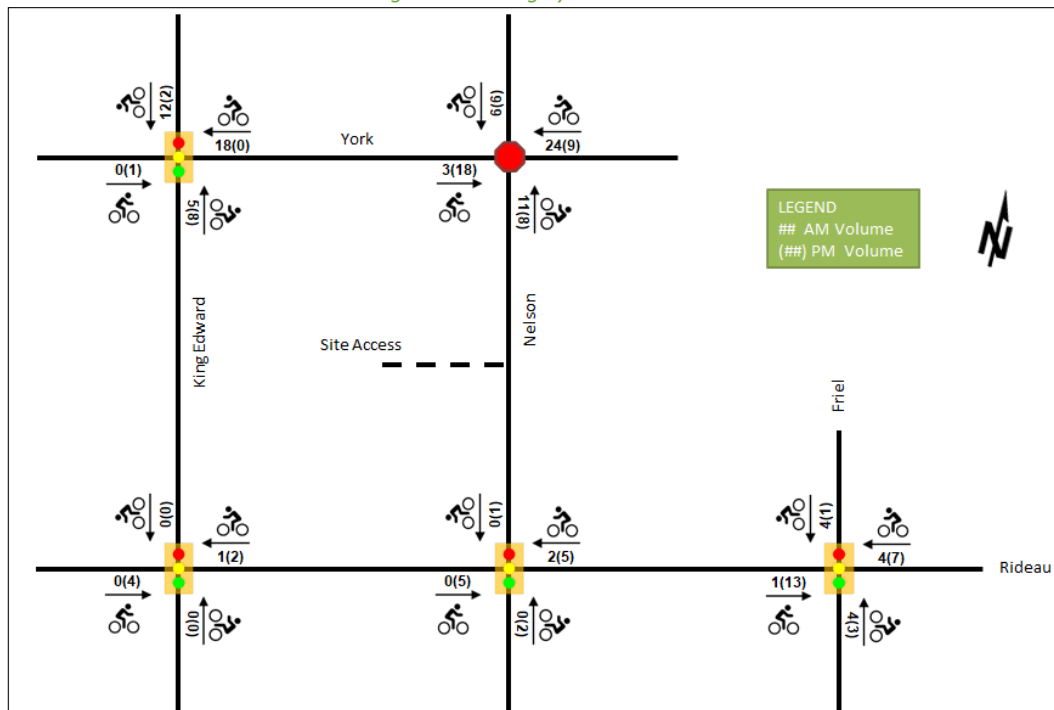 12(2)
18(0)
York
24(9)
0(1)
3(18)
5(8)
11(8)
LEGEND
## AM Volume
(##) PM Volume
N
King Edward
Nelson
Site Access
Friel
0(0)
0(1)
4(1)
1(2)
2(5)
4(7)
Rideau
0(4)
0(5)
1(13)
0(0)
0(2)
4(3)